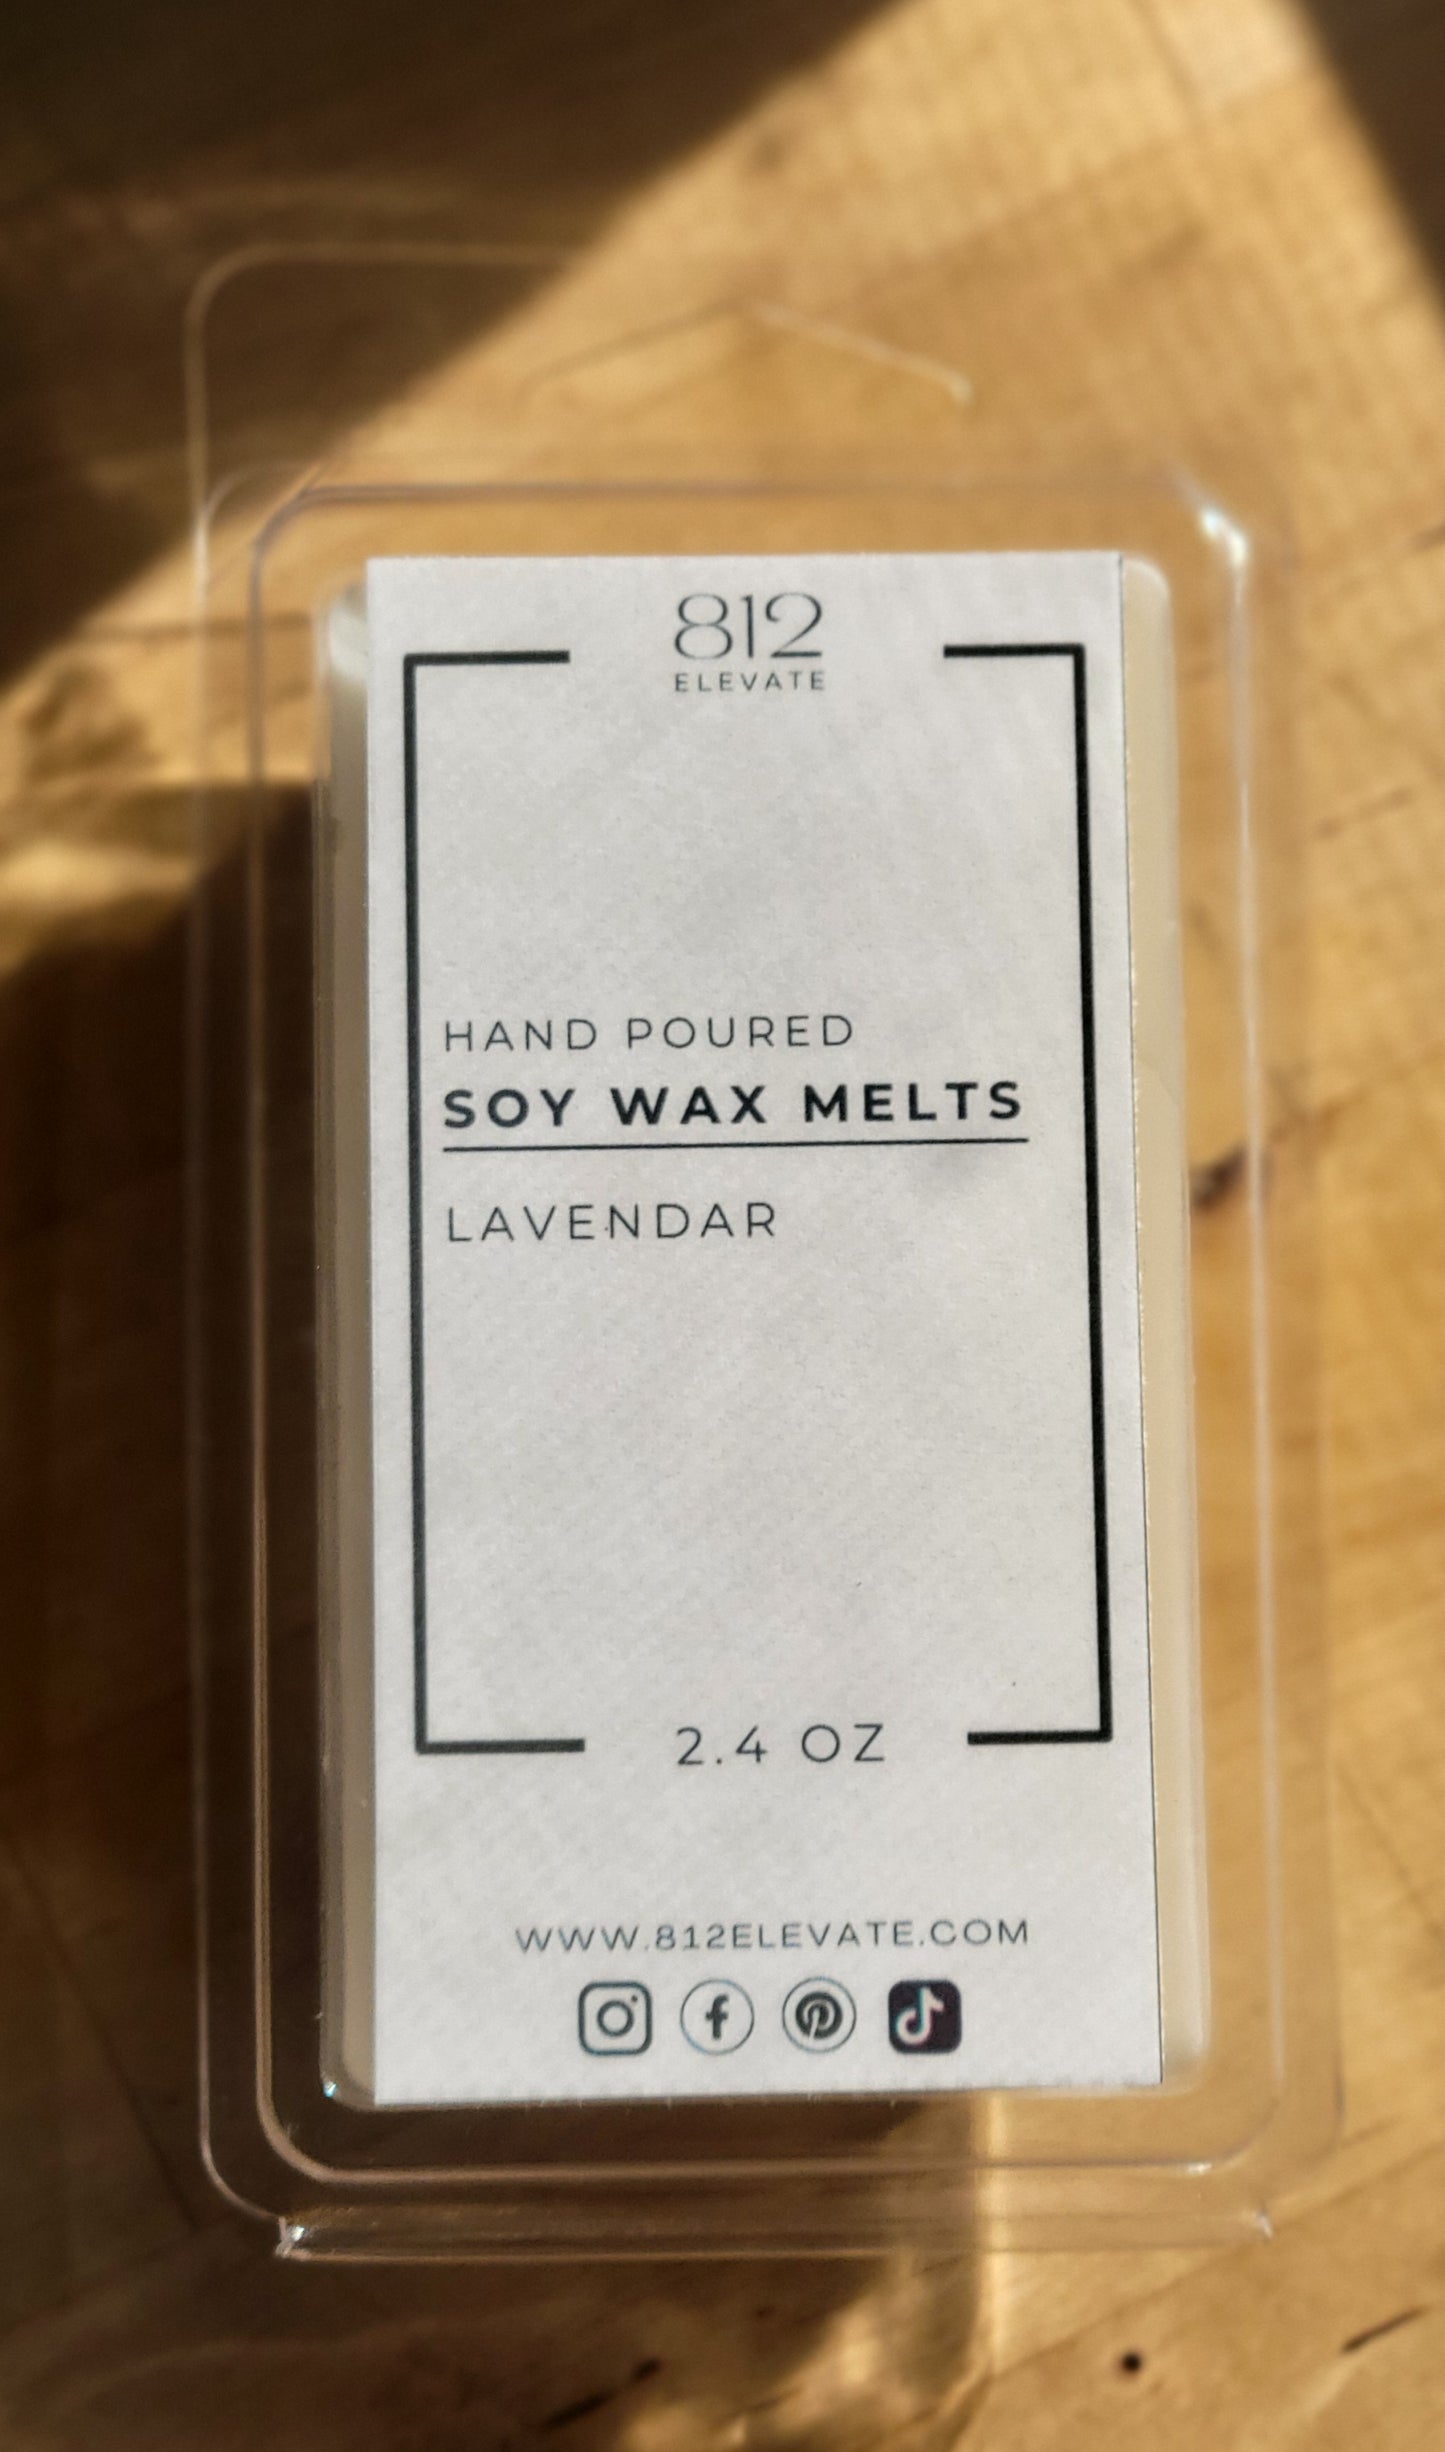 812
ELEVATE
HAND POURED
SOY WAX MELTS
LAVENDAR
2.4 OZ
WWW.812ELEVATE.COM